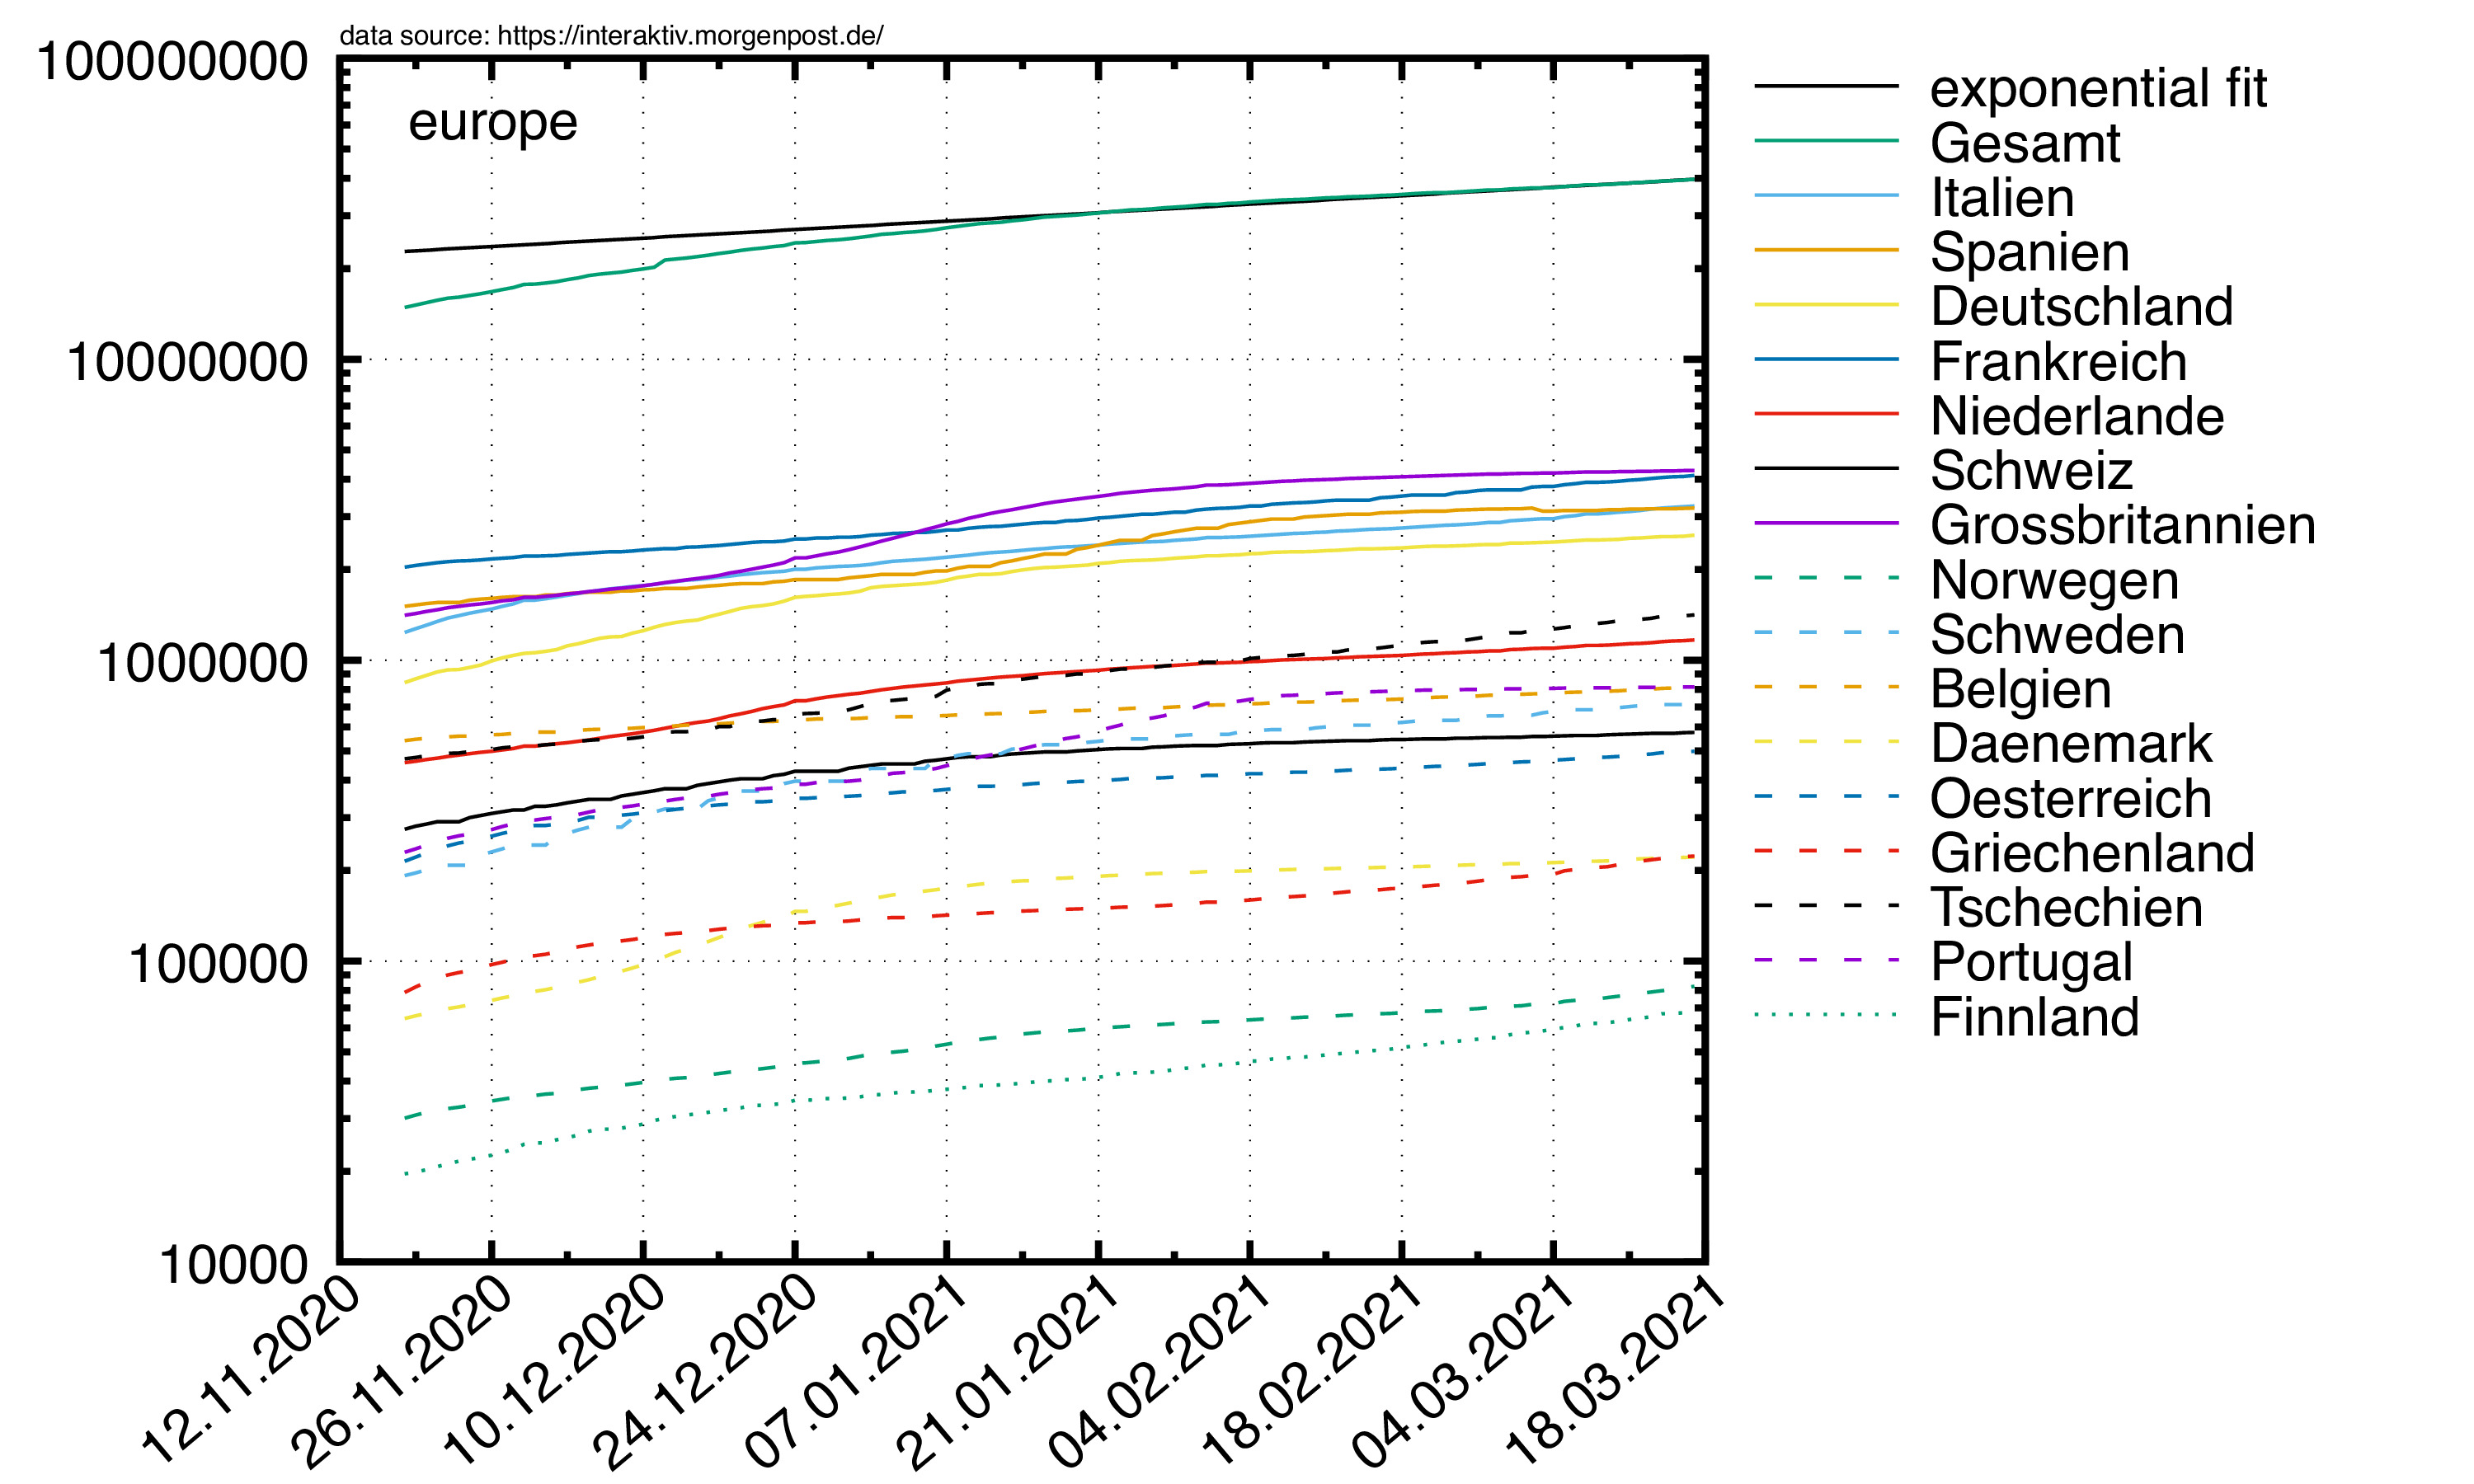 data source: https://interaktiv.morgenpost.de/
europe
100000000
10000000
1000000
100000
10000
12.11.2020
26.11.2020
10.12.2020
24.12.2020
07.01.2021
21.01.2021
04.02.2021
18.02.2021
04.03.2021
18.03.2021
exponential fit
Gesamt
Italien
Spanien
Deutschland
Frankreich
Niederlande
Schweiz
Grossbritannien
Norwegen
Schweden
Belgien
Daenemark
Oesterreich
Griechenland
Tschechien
Portugal
Finnland